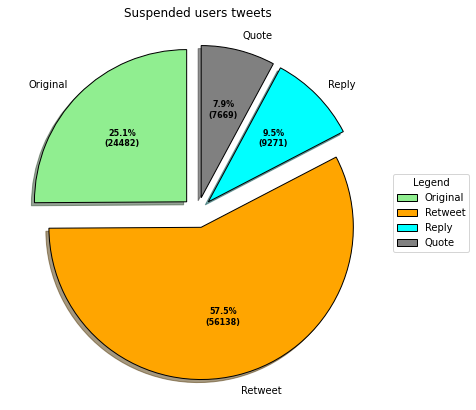 Suspended users tweets
Quote
Original
Reply
7.9%
(7669)
25.1%
(24482)
9.5%
(9271)
Legend
Original
Retweet
Reply
Quote
57.5%
(56138)
Retweet